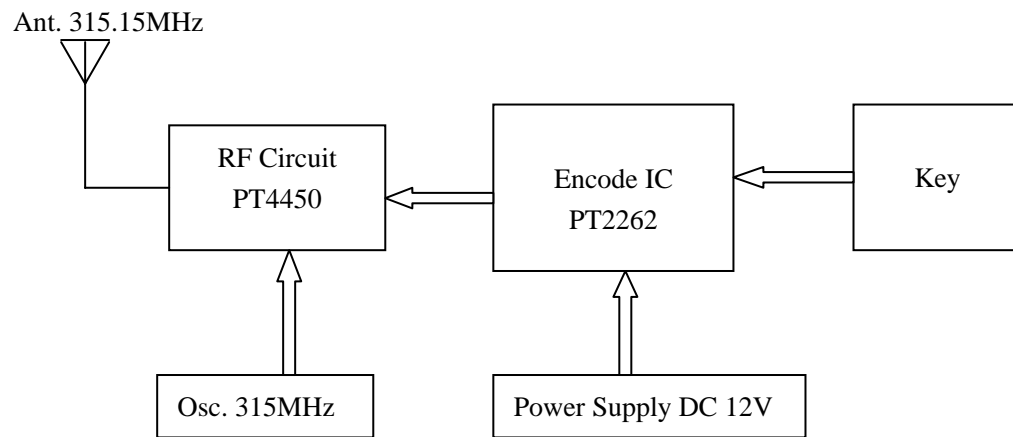 Ant. 315.15MHz
RF Circuit
PT4450
Encode IC
PT2262
Key
Osc. 315MHz
Power Supply DC 12V